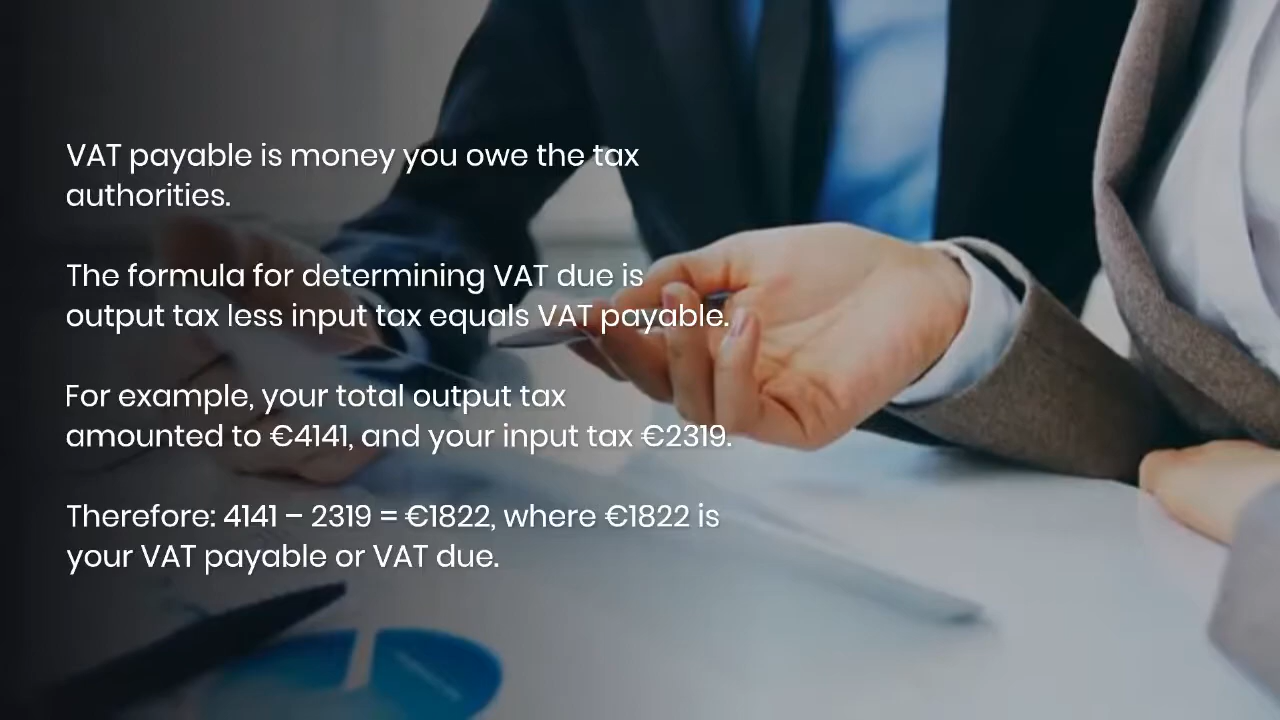 VAT payable is money you owe the tax
authorities.
The formula for determining VAT due is
output tax less input tax equals VAT payable.
For example, your total output tax
amounted to €4141, and your input tax €2319.
Therefore: 4141 – 2319 = €1822, where €1822 is
your VAT payable or VAT due.